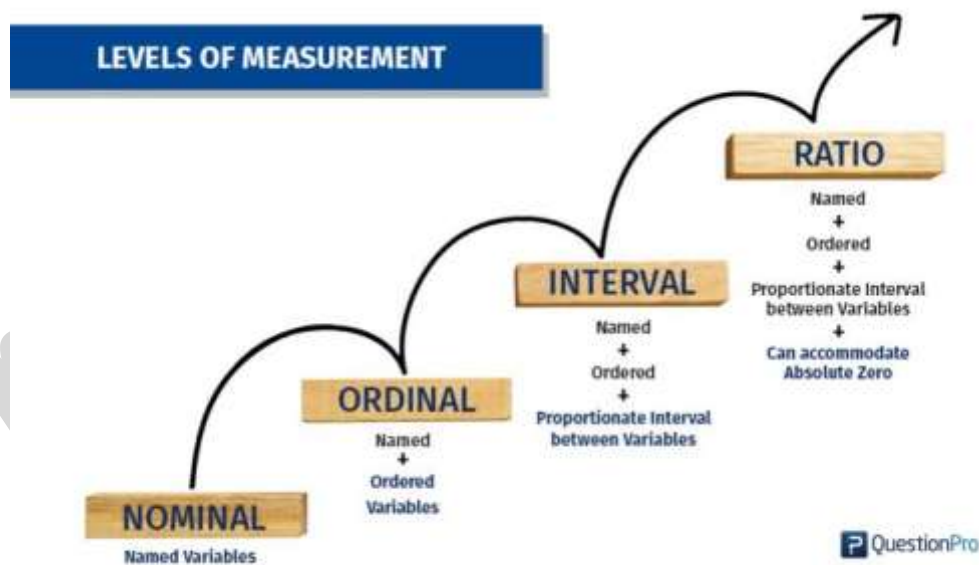 LEVELS OF MEASUREMENT
RATIO
Named
+
Ordered
+
Proportionate Interval
between Variables
+
Can accommodate
Absolute Zero
INTERVAL
Named
+
Ordered
+
Proportionate Interval
between Variables
ORDINAL
Named
+
Ordered
Variables
NOMINAL
Named Variables
QuestionPro